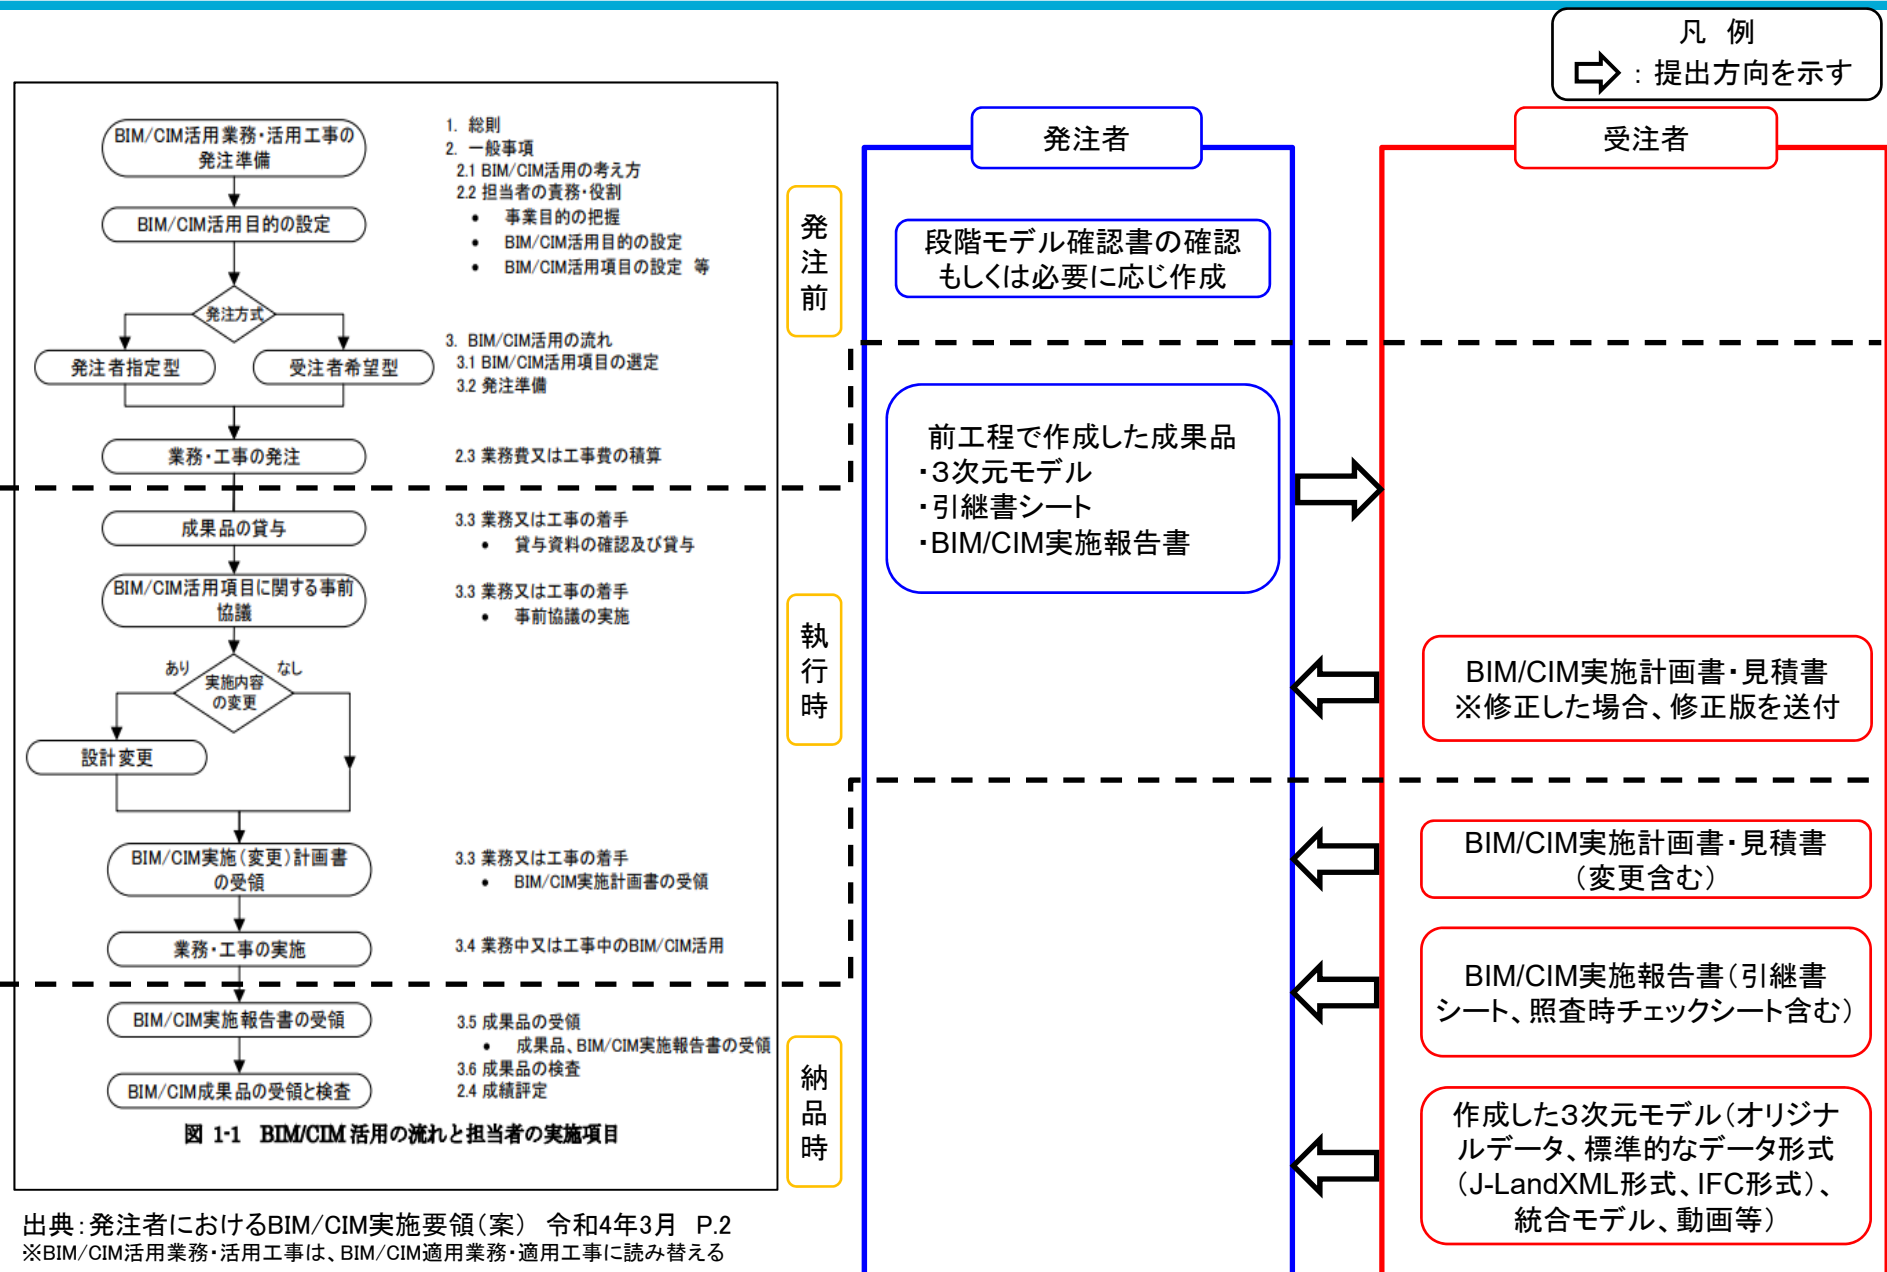 凡 例
：提出方向を示す
BIM/CIM活用業務・活用工事の
発注準備
BIM/CIM活用目的の設定
発注方式
発注者指定型
受注者希望型
業務・工事の発注
成果品の貸与
BIM/CIM活用項目に関する事前
協議
あり
なし
実施内容
の変更
設計変更
BIM/CIM実施（変更）計画書
の受領
業務・工事の実施
BIM/CIM実施報告書の受領
BIM/CIM成果品の受領と検査
1. 総則
2. 一般事項
2.1 BIM/CIM活用の考え方
2.2 担当者の責務・役割
• 事業目的の把握
• BIM/CIM活用目的の設定
• BIM/CIM活用項目の設定 等
3. BIM/CIM活用の流れ
3.1 BIM/CIM活用項目の選定
3.2 発注準備
2.3 業務費又は工事費の積算
3.3 業務又は工事の着手
• 貸与資料の確認及び貸与
3.3 業務又は工事の着手
• 事前協議の実施
3.3 業務又は工事の着手
• BIM/CIM実施計画書の受領
3.4 業務中又は工事中のBIM/CIM活用
3.5 成果品の受領
• 成果品、BIM/CIM実施報告書の受領
3.6 成果品の検査
2.4 成績評定
図 1-1 BIM/CIM 活用の流れと担当者の実施項目
出典：発注者におけるBIM/CIM実施要領（案） 令和4年3月 P.2
※BIM/CIM活用業務・活用工事は、BIM/CIM適用業務・適用工事に読み替える
発注前
執行時
納品時
発注者
段階モデル確認書の確認
もしくは必要に応じ作成
前工程で作成した成果品
・３次元モデル
・引継書シート
・BIM/CIM実施報告書
受注者
BIM/CIM実施計画書・見積書
※修正した場合、修正版を送付
BIM/CIM実施計画書・見積書
（変更含む）
BIM/CIM実施報告書（引継書
シート、照査時チェックシート含む）
作成した３次元モデル（オリジナ
ルデータ、標準的なデータ形式
（J-LandXML形式、IFC形式）、
統合モデル、動画等）